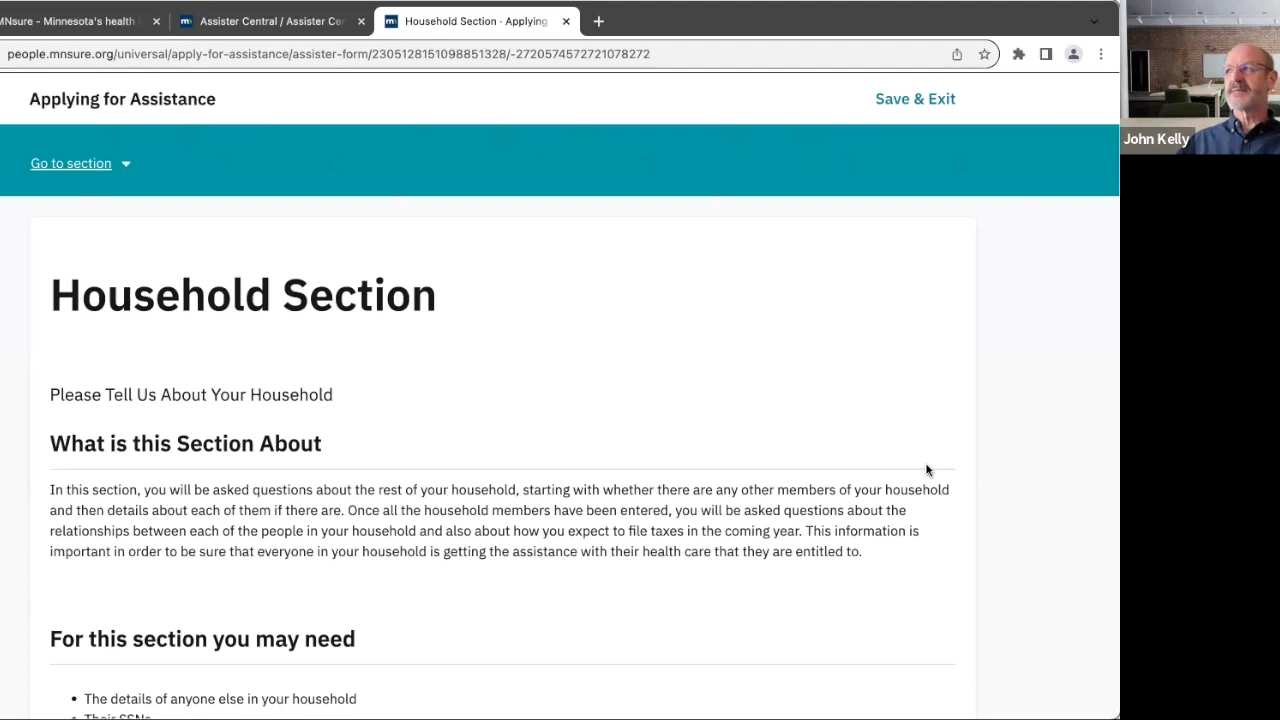 MNsure - Minnesota's health
Assister Central / Assister Ce
Household Section - Applying
people.mnsure.org/universal/apply-for-assistance/assister-form/2305128151098851328/-2720574572721078272
Applying for Assistance
Save & Exit
John Kelly
Go to section
Household Section
Please Tell Us About Your Household
What is this Section About
In this section, you will be asked questions about the rest of your household, starting with whether there are any other members of your household
and then details about each of them if there are. Once all the household members have been entered, you will be asked questions about the
relationships between each of the people in your household and also about how you expect to file taxes in the coming year. This information is
important in order to be sure that everyone in your household is getting the assistance with their health care that they are entitled to.
For this section you may need
• The details of anyone else in your household
• Their SSNs